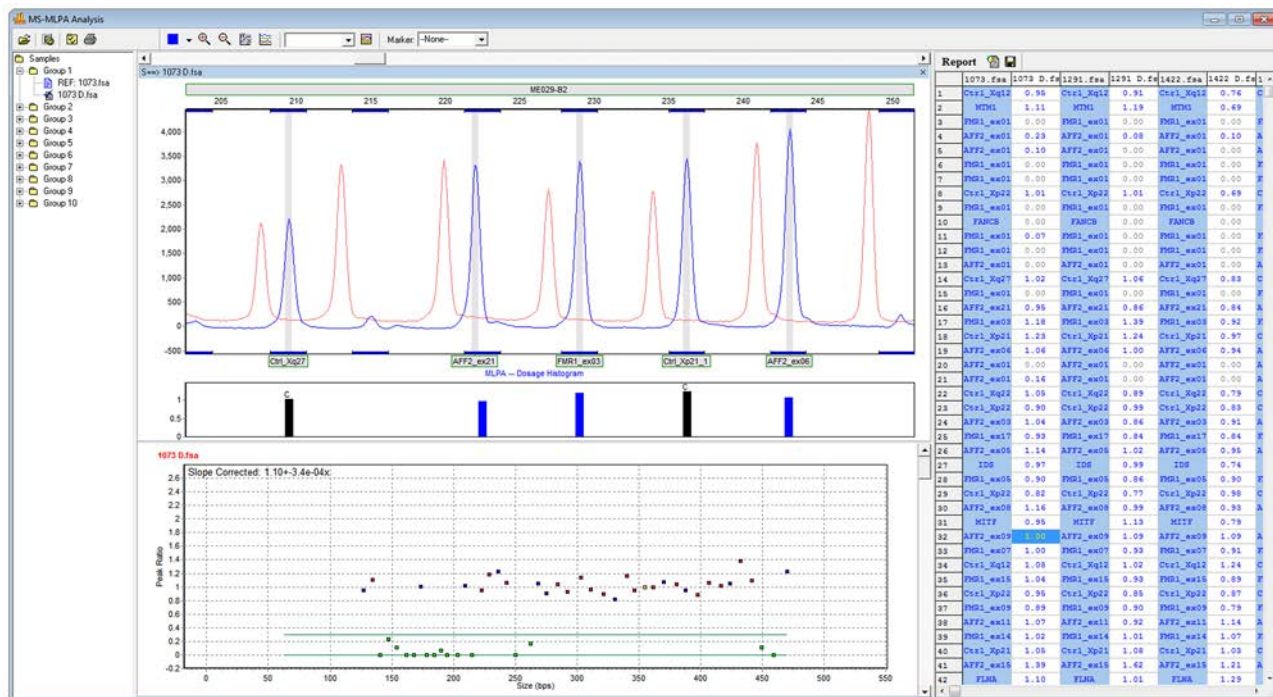 MS-MLPA Analysis
Marker: --None--
Samples
Group 1
REF: 1073.fsa
1073 D.fsa
Group 2
Group 3
Group 4
Group 5
Group 6
Group 7
Group 8
Group 9
Group 10
S==> 1073 D.fsa
ME029-B2
205 210 215 220 225 230 235 240 245 250
4,000
3,500
3,000
2,500
2,000
1,500
1,000
500
0
-500
Ctrl_Xq27 AFF2_ex21 FMR1_ex03 Ctrl_Xp21_1 AFF2_ex06
MLPA -- Dosage Histogram
C C
1
0.5
0
1073 D.fsa
Slope Corrected: 1.10+-3.4e-04x:
Peak Ratio
2.6
2.4
2.2
2
1.8
1.6
1.4
1.2
1
0.8
0.6
0.4
0.2
0
-0.2
0 50 100 150 200 250 300 350 400 450 500 550
Size (bps)
Report
1073.fsa 1073 D.fsa 1291.fsa 1291 D.fsa 1422.fsa 1422 D.fsa
1 Ctrl_Xq12 0.95 Ctrl_Xq12 0.91 Ctrl_Xq12 0.76 C
2 MTM1 1.11 MTM1 1.19 MTM1 0.69
3 FMR1_ex01 0.00 FMR1_ex01 0.00 FMR1_ex01 0.00 F
4 AFF2_ex01 0.23 AFF2_ex01 0.08 AFF2_ex01 0.10 A
5 AFF2_ex01 0.10 AFF2_ex01 0.00 AFF2_ex01 0.00 A
6 FMR1_ex01 0.00 FMR1_ex01 0.00 FMR1_ex01 0.00 F
7 FMR1_ex01 0.00 FMR1_ex01 0.00 FMR1_ex01 0.00 F
8 Ctrl_Xp22 1.01 Ctrl_Xp22 1.01 Ctrl_Xp22 0.69 C
9 FMR1_ex01 0.00 FMR1_ex01 0.00 FMR1_ex01 0.00 F
10 FANCB 0.00 FANCB 0.00 FANCB 0.00
11 FMR1_ex01 0.07 FMR1_ex01 0.00 FMR1_ex01 0.00 F
12 FMR1_ex01 0.00 FMR1_ex01 0.00 FMR1_ex01 0.00 F
13 AFF2_ex01 0.00 AFF2_ex01 0.00 AFF2_ex01 0.00 A
14 Ctrl_Xq27 1.02 Ctrl_Xq27 1.06 Ctrl_Xq27 0.83 C
15 FMR1_ex01 0.00 FMR1_ex01 0.00 FMR1_ex01 0.00 F
16 AFF2_ex21 0.95 AFF2_ex21 0.86 AFF2_ex21 0.84 A
17 FMR1_ex03 1.18 FMR1_ex03 1.39 FMR1_ex03 0.92 F
18 Ctrl_Xp21 1.23 Ctrl_Xp21 1.24 Ctrl_Xp21 0.97 C
19 AFF2_ex06 1.06 AFF2_ex06 1.00 AFF2_ex06 0.94 A
20 AFF2_ex01 0.00 AFF2_ex01 0.00 AFF2_ex01 0.00 A
21 AFF2_ex01 0.16 AFF2_ex01 0.00 AFF2_ex01 0.00 A
22 Ctrl_Xq22 1.05 Ctrl_Xq22 0.89 Ctrl_Xq22 0.79 C
23 Ctrl_Xp22 0.90 Ctrl_Xp22 0.99 Ctrl_Xp22 0.83 C
24 AFF2_ex03 1.04 AFF2_ex03 0.86 AFF2_ex03 0.91 A
25 FMR1_ex17 0.93 FMR1_ex17 0.84 FMR1_ex17 0.84 F
26 AFF2_ex05 1.14 AFF2_ex05 1.02 AFF2_ex05 0.95 A
27 IDS 0.97 IDS 0.99 IDS 0.74
28 FMR1_ex05 0.90 FMR1_ex05 0.86 FMR1_ex05 0.90 F
29 Ctrl_Xp22 0.82 Ctrl_Xp22 0.77 Ctrl_Xp22 0.98 C
30 AFF2_ex08 1.16 AFF2_ex08 0.99 AFF2_ex08 0.93 A
31 MITF 0.95 MITF 1.13 MITF 0.79
32 AFF2_ex09 1.00 AFF2_ex09 1.09 AFF2_ex09 1.09 A
33 FMR1_ex07 1.00 FMR1_ex07 0.93 FMR1_ex07 0.91 F
34 Ctrl_Xq12 1.08 Ctrl_Xq12 1.02 Ctrl_Xq12 1.24 C
35 FMR1_ex15 1.04 FMR1_ex15 0.93 FMR1_ex15 0.89 F
36 Ctrl_Xp22 0.95 Ctrl_Xp22 0.85 Ctrl_Xp22 0.87 C
37 FMR1_ex09 0.89 FMR1_ex09 0.90 FMR1_ex09 0.79 F
38 AFF2_ex11 1.07 AFF2_ex11 0.92 AFF2_ex11 1.14 A
39 FMR1_ex14 1.02 FMR1_ex14 1.01 FMR1_ex14 1.07 F
40 Ctrl_Xp21 1.05 Ctrl_Xp21 1.08 Ctrl_Xp21 1.03 C
41 AFF2_ex15 1.39 AFF2_ex15 1.62 AFF2_ex15 1.21 A
42 FLNA 1.10 FLNA 1.01 FLNA 1.29